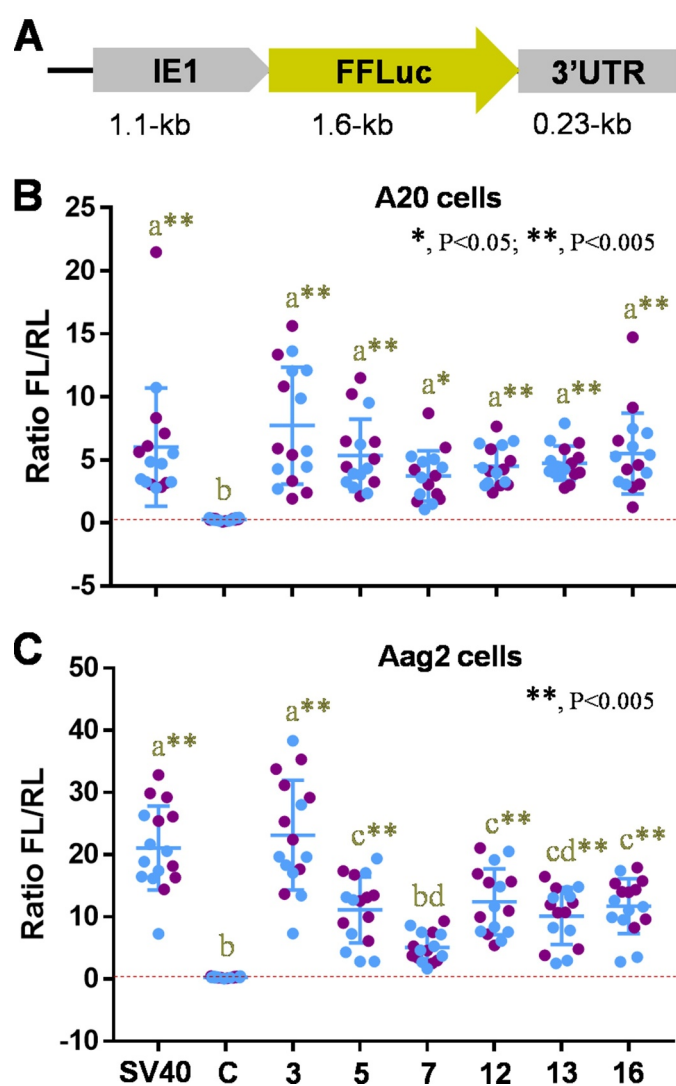 A
IE1 FFLuc 3'UTR
1.1-kb 1.6-kb 0.23-kb
B
A20 cells
*, P<0.05; **, P<0.005
Ratio FL/RL
25
20
15
10
5
0
-5
a** b a** a** a* a** a** a**
C
Aag2 cells
**, P<0.005
Ratio FL/RL
50
40
30
20
10
0
-10
a** b a** c** bd c** cd** c**
SV40 C 3 5 7 12 13 16